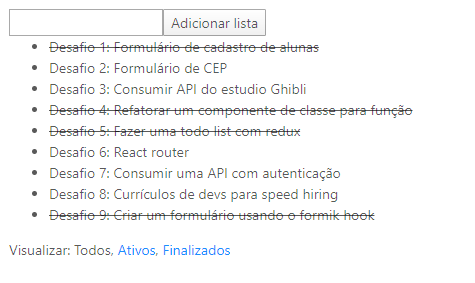 Adicionar lista
Desafio 1: Formulário de cadastro de alunas
Desafio 2: Formulário de CEP
Desafio 3: Consumir API do estudio Ghibli
Desafio 4: Refatorar um componente de classe para função
Desafio 5: Fazer uma todo list com redux
Desafio 6: React router
Desafio 7: Consumir uma API com autenticação
Desafio 8: Currículos de devs para speed hiring
Desafio 9: Criar um formulário usando o formik hook
Visualizar: Todos, Ativos, Finalizados